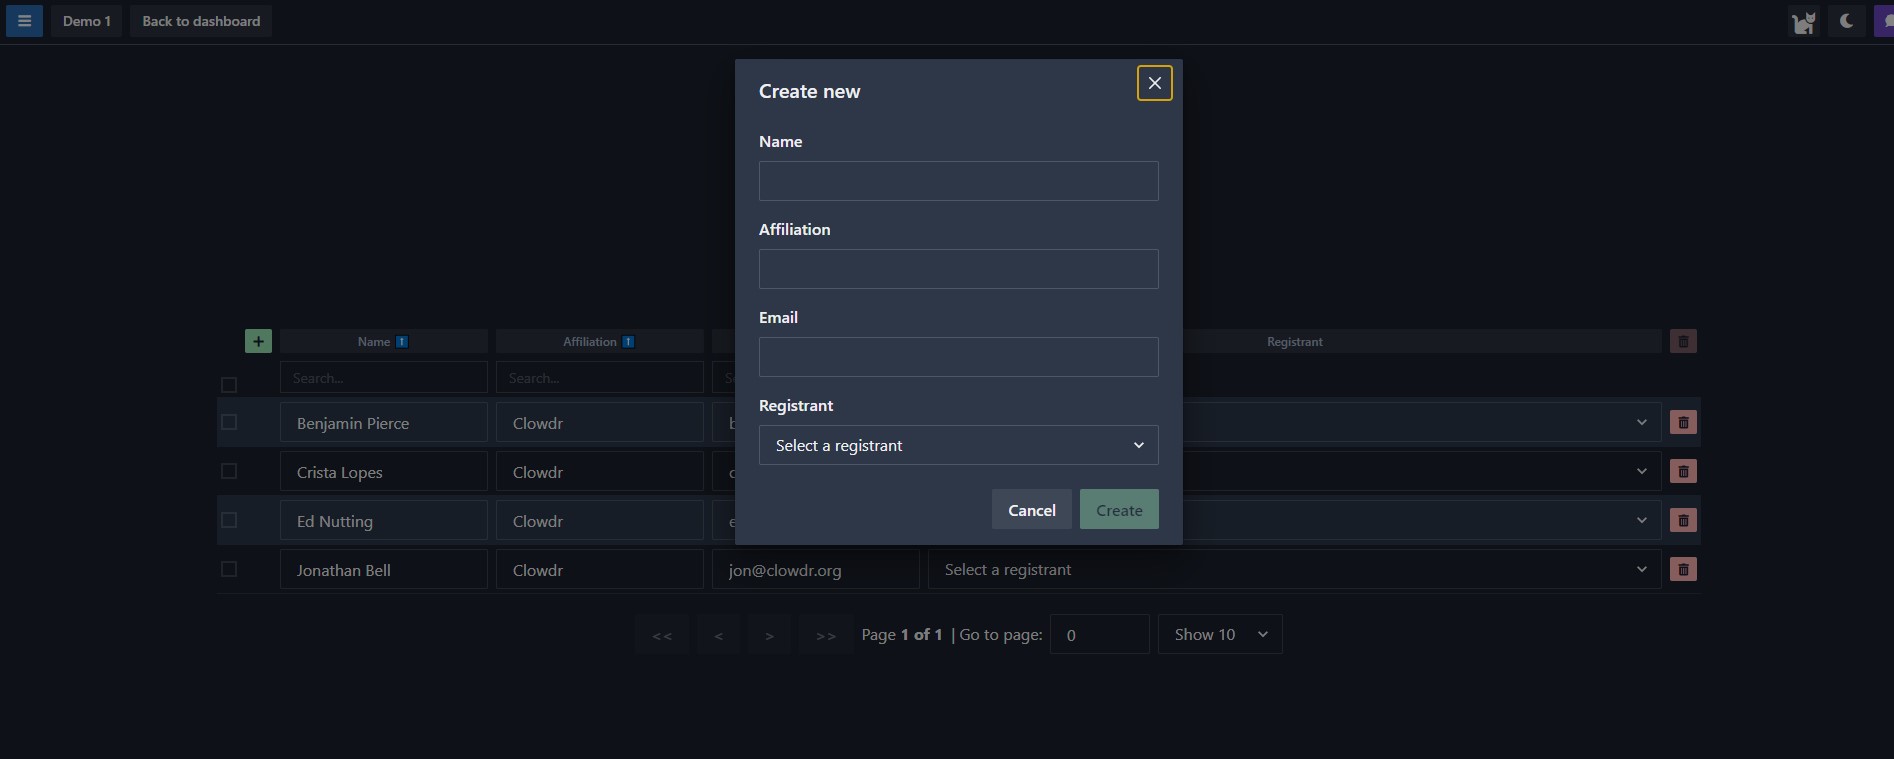 Demo 1 Back to dashboard
Create new
Name
Affiliation
Email
Registrant
Select a registrant
Cancel Create
Name Affiliation Registrant
Search... Search... S
Benjamin Pierce Clowdr b
Crista Lopes Clowdr c
Ed Nutting Clowdr e
Jonathan Bell Clowdr jon@clowdr.org Select a registrant
<< < > >> Page 1 of 1 | Go to page: 0 Show 10